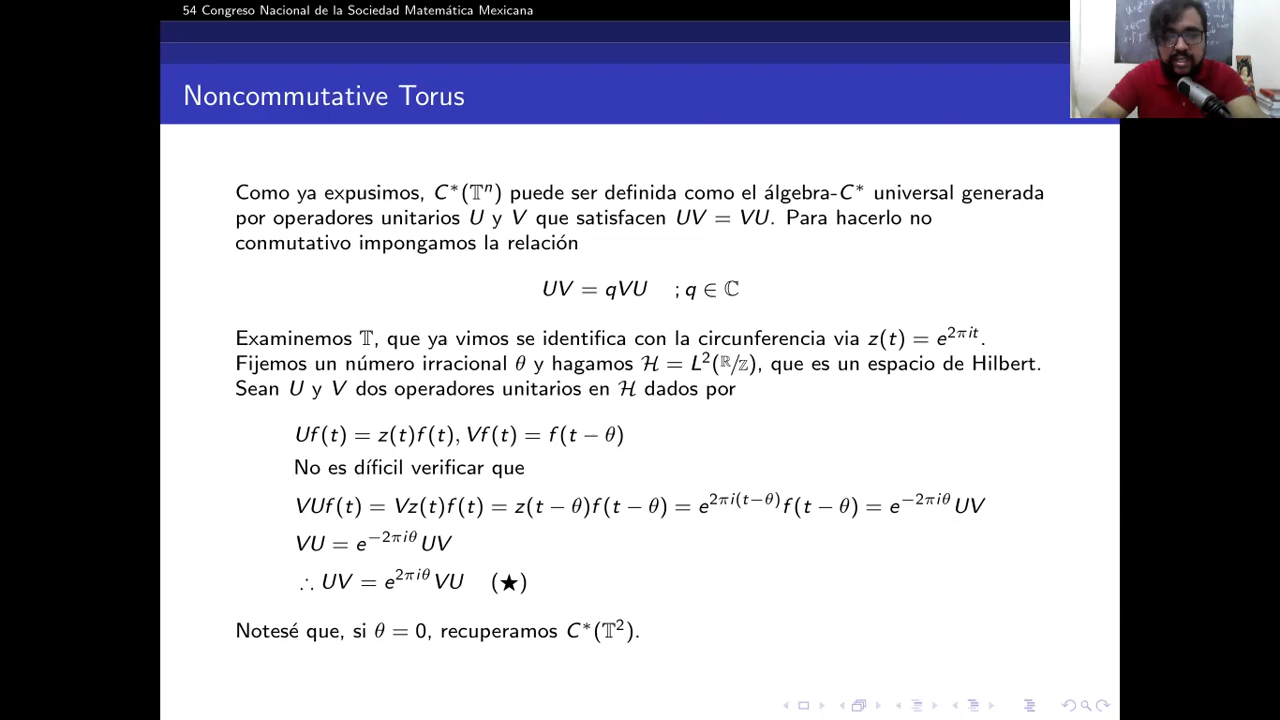 54 Congreso Nacional de la Sociedad Matemática Mexicana
Noncommutative Torus
Como ya expusimos, C*(𝕋ⁿ) puede ser definida como el álgebra-C* universal generada
por operadores unitarios U y V que satisfacen UV = VU. Para hacerlo no
conmutativo impongamos la relación
UV = qVU ; q ∈ ℂ
Examinemos 𝕋, que ya vimos se identifica con la circunferencia via z(t) = e^{2πit}.
Fijemos un número irracional θ y hagamos ℋ = L²(ℝ/ℤ), que es un espacio de Hilbert.
Sean U y V dos operadores unitarios en ℋ dados por
Uf(t) = z(t)f(t), Vf(t) = f(t − θ)
No es díficil verificar que
VUf(t) = Vz(t)f(t) = z(t − θ)f(t − θ) = e^{2πi(t−θ)}f(t − θ) = e^{−2πiθ}UV
VU = e^{−2πiθ}UV
∴ UV = e^{2πiθ}VU (★)
Notesé que, si θ = 0, recuperamos C*(𝕋²).